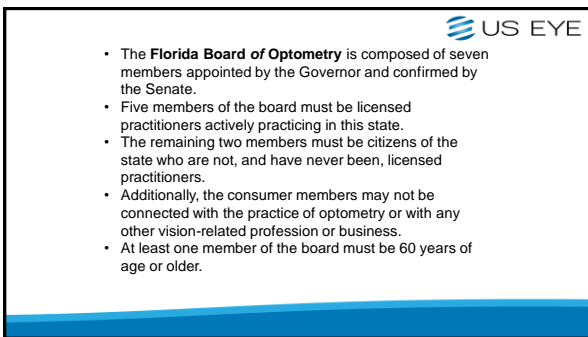 US EYE
• The Florida Board of Optometry is composed of seven
members appointed by the Governor and confirmed by
the Senate.
• Five members of the board must be licensed
practitioners actively practicing in this state.
• The remaining two members must be citizens of the
state who are not, and have never been, licensed
practitioners.
• Additionally, the consumer members may not be
connected with the practice of optometry or with any
other vision-related profession or business.
• At least one member of the board must be 60 years of
age or older.